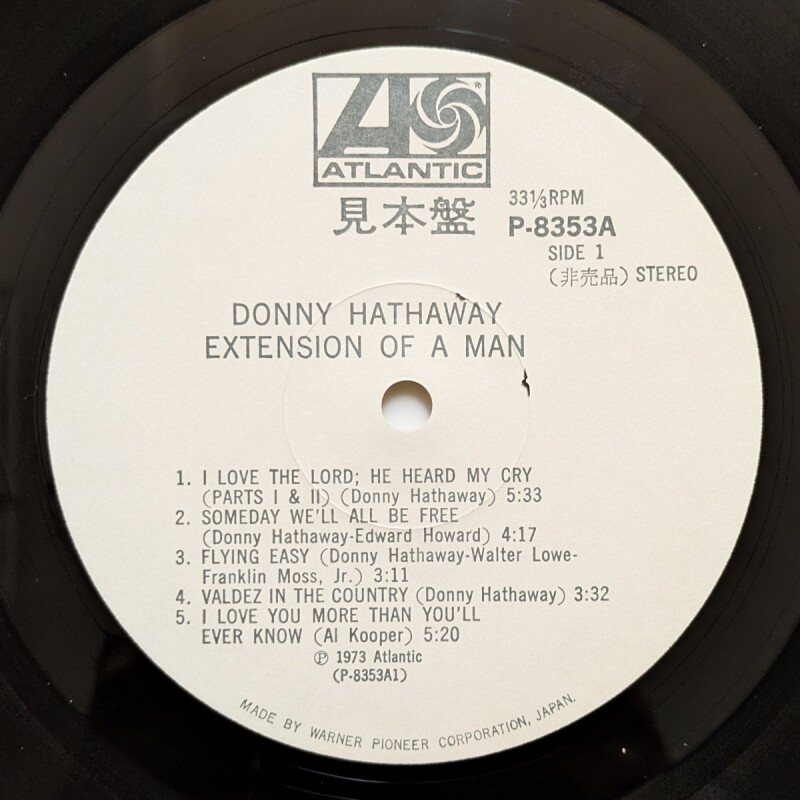 ATLANTIC
®
見本盤
33⅓RPM
P-8353A
SIDE 1
(非売品) STEREO
DONNY HATHAWAY
EXTENSION OF A MAN
1. I LOVE THE LORD; HE HEARD MY CRY
(PARTS I & II) (Donny Hathaway) 5:33
2. SOMEDAY WE'LL ALL BE FREE
(Donny Hathaway-Edward Howard) 4:17
3. FLYING EASY (Donny Hathaway-Walter Lowe-
Franklin Moss, Jr.) 3:11
4. VALDEZ IN THE COUNTRY (Donny Hathaway) 3:32
5. I LOVE YOU MORE THAN YOU'LL
EVER KNOW (Al Kooper) 5:20
℗ 1973 Atlantic
(P-8353A1)
MADE BY WARNER PIONEER CORPORATION, JAPAN.